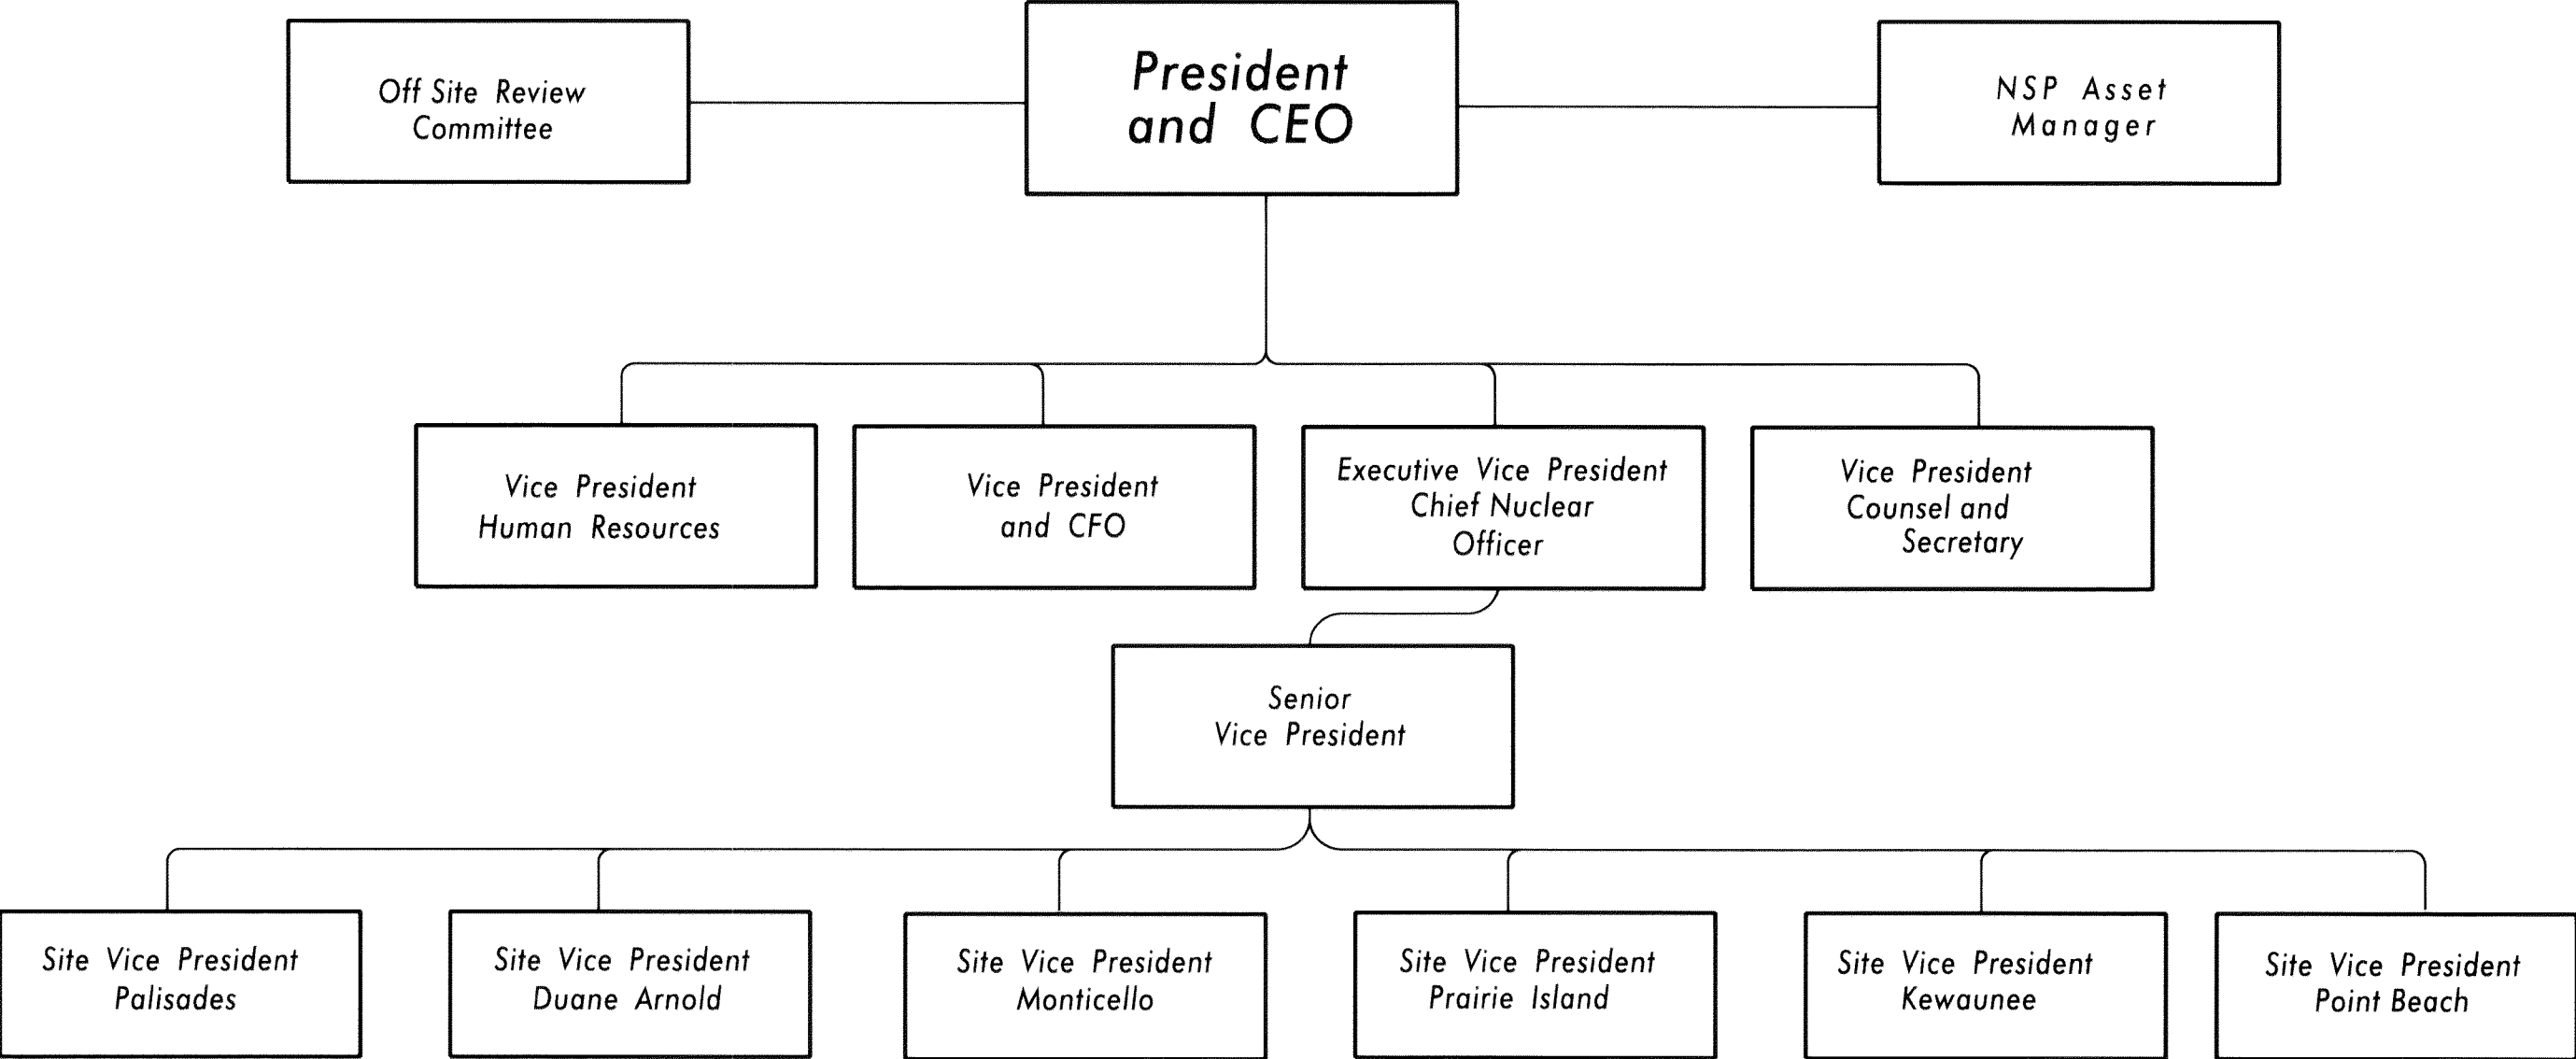 Off Site Review
Committee
President
and CEO
NSP Asset
Manager
Vice President
Human Resources
Vice President
and CFO
Executive Vice President
Chief Nuclear
Officer
Vice President
Counsel and
Secretary
Senior
Vice President
Site Vice President
Palisades
Site Vice President
Duane Arnold
Site Vice President
Monticello
Site Vice President
Prairie Island
Site Vice President
Kewaunee
Site Vice President
Point Beach